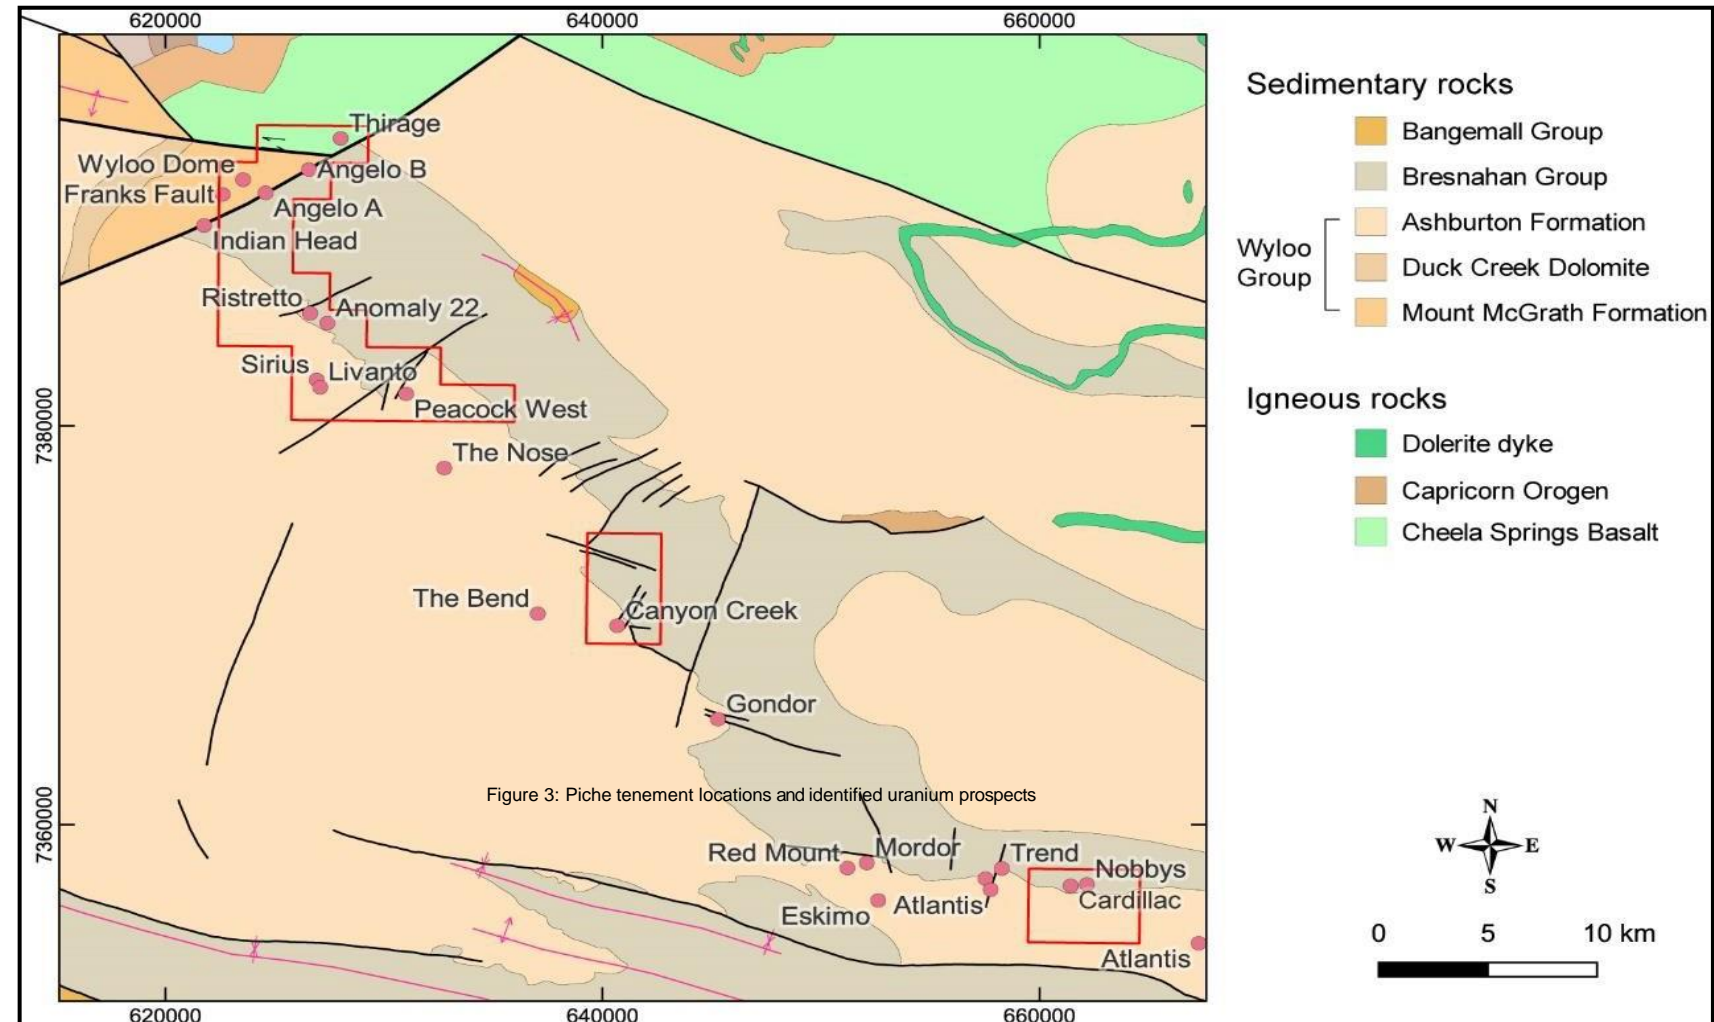 620000
640000
660000
Thirage
Wyloo Dome
Angelo B
Franks Fault
Angelo A
Indian Head
Ristretto
Anomaly 22
Sirius
Livanto
Peacock West
7380000
The Nose
The Bend
Canyon Creek
Gondor
Figure 3: Piche tenement locations and identified uranium prospects
7360000
Red Mount
Mordor
Trend
Nobbys
Cardillac
Eskimo
Atlantis
Atlantis
620000
640000
660000
Sedimentary rocks
Bangemall Group
Bresnahan Group
Wyloo
Group
Ashburton Formation
Duck Creek Dolomite
Mount McGrath Formation
Igneous rocks
Dolerite dyke
Capricorn Orogen
Cheela Springs Basalt
N
W
E
S
0
5
10 km